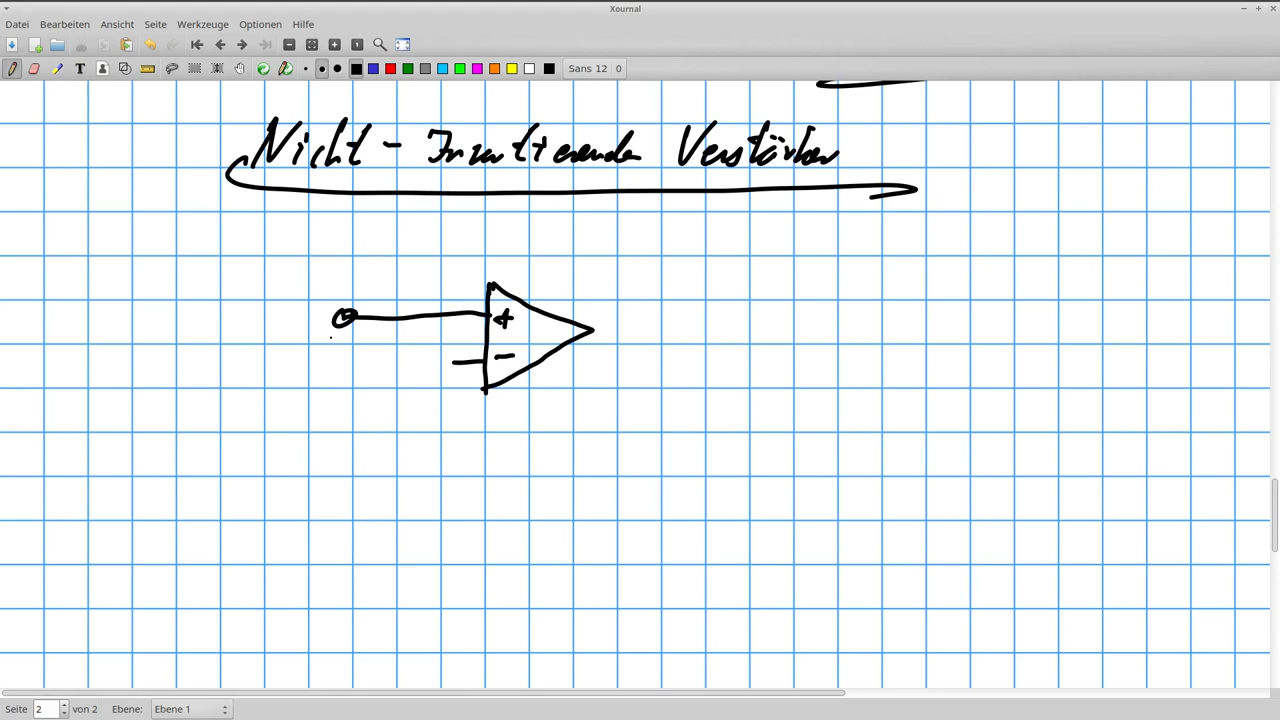 Xournal
Datei Bearbeiten Ansicht Seite Werkzeuge Optionen Hilfe
Sans 12 0
Nicht - Invertierender Verstärker
+
−
Seite 2 von 2 Ebene: Ebene 1